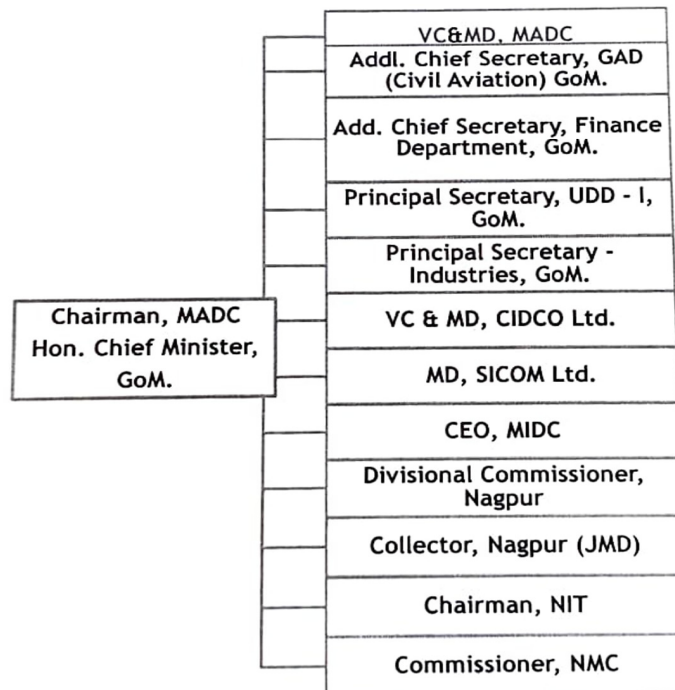 VC&MD, MADC
Addl. Chief Secretary, GAD
(Civil Aviation) GoM.
Add. Chief Secretary, Finance
Department, GoM.
Principal Secretary, UDD - I,
GoM.
Principal Secretary -
Industries, GoM.
Chairman, MADC
Hon. Chief Minister,
GoM.
VC & MD, CIDCO Ltd.
MD, SICOM Ltd.
CEO, MIDC
Divisional Commissioner,
Nagpur
Collector, Nagpur (JMD)
Chairman, NIT
Commissioner, NMC